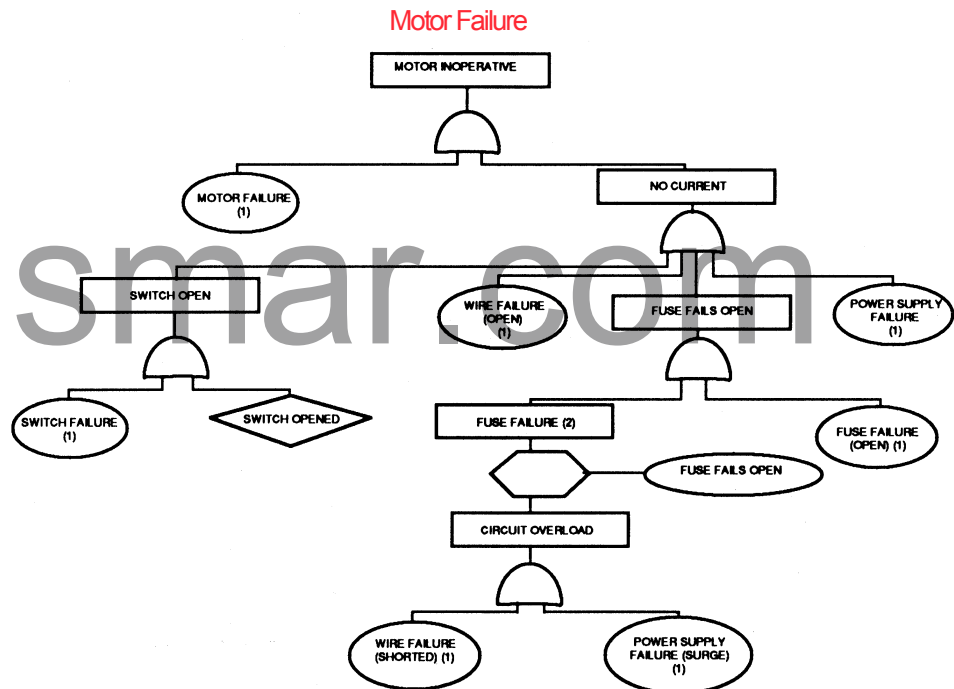 Motor Failure
MOTOR INOPERATIVE
MOTOR FAILURE
(1)
NO CURRENT
smar.com
SWITCH OPEN
WIRE FAILURE
(OPEN)
(1)
FUSE FAILS OPEN
POWER SUPPLY
FAILURE
(1)
SWITCH FAILURE
(1)
SWITCH OPENED
FUSE FAILURE (2)
FUSE FAILURE
(OPEN) (1)
FUSE FAILS OPEN
CIRCUIT OVERLOAD
WIRE FAILURE
(SHORTED) (1)
POWER SUPPLY
FAILURE (SURGE)
(1)